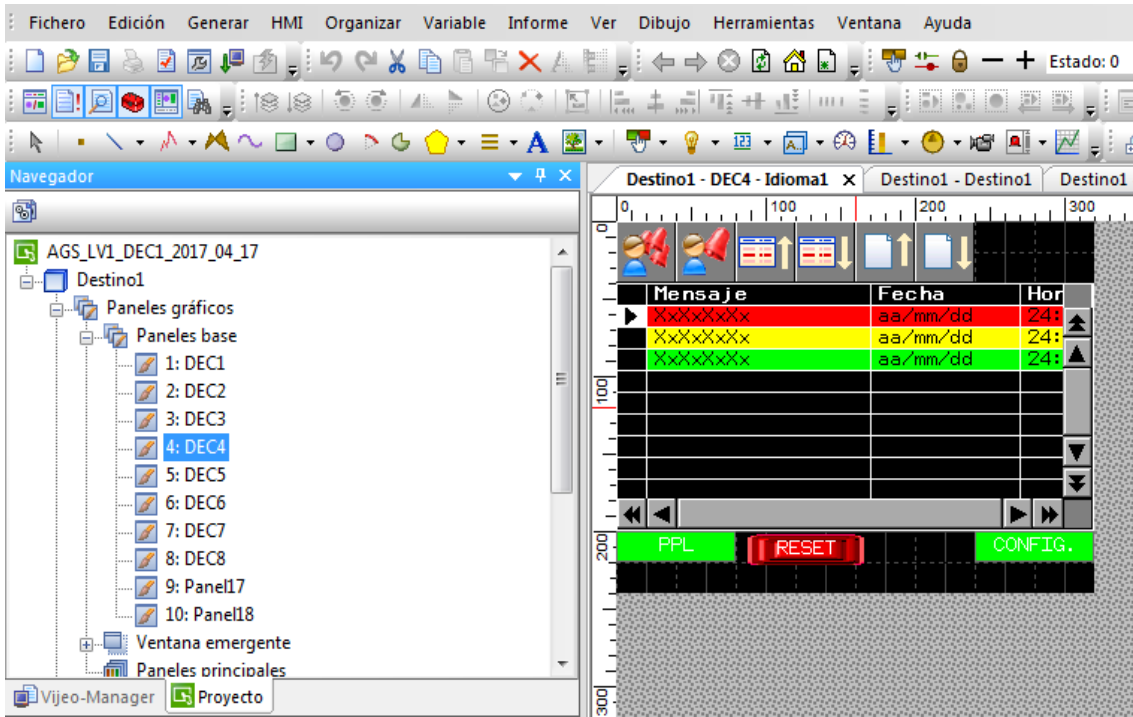 Fichero Edición Generar HMI Organizar Variable Informe Ver Dibujo Herramientas Ventana Ayuda
Estado: 0
Navegador
Destino1 - DEC4 - Idioma1 Destino1 - Destino1 Destino1
0 100 200 300
AGS_LV1_DEC1_2017_04_17
Destino1
Paneles gráficos
Paneles base
1: DEC1
2: DEC2
3: DEC3
4: DEC4
5: DEC5
6: DEC6
7: DEC7
8: DEC8
9: Panel17
10: Panel18
Ventana emergente
Paneles principales
Vijeo-Manager Proyecto
0
100
200
300
Mensaje Fecha Hor
XxXxXxXx aa/mm/dd 24:
XxXxXxXx aa/mm/dd 24:
XxXxXxXx aa/mm/dd 24:
PPL RESET CONFIG.